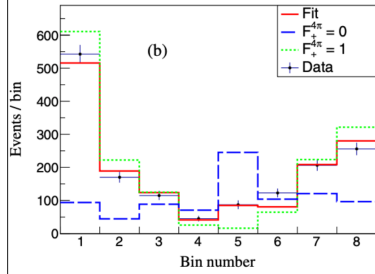 600
500
400
300
200
100
0
Events / bin
(b)
Fit
F₊⁴π = 0
F₊⁴π = 1
Data
1 2 3 4 5 6 7 8
Bin number